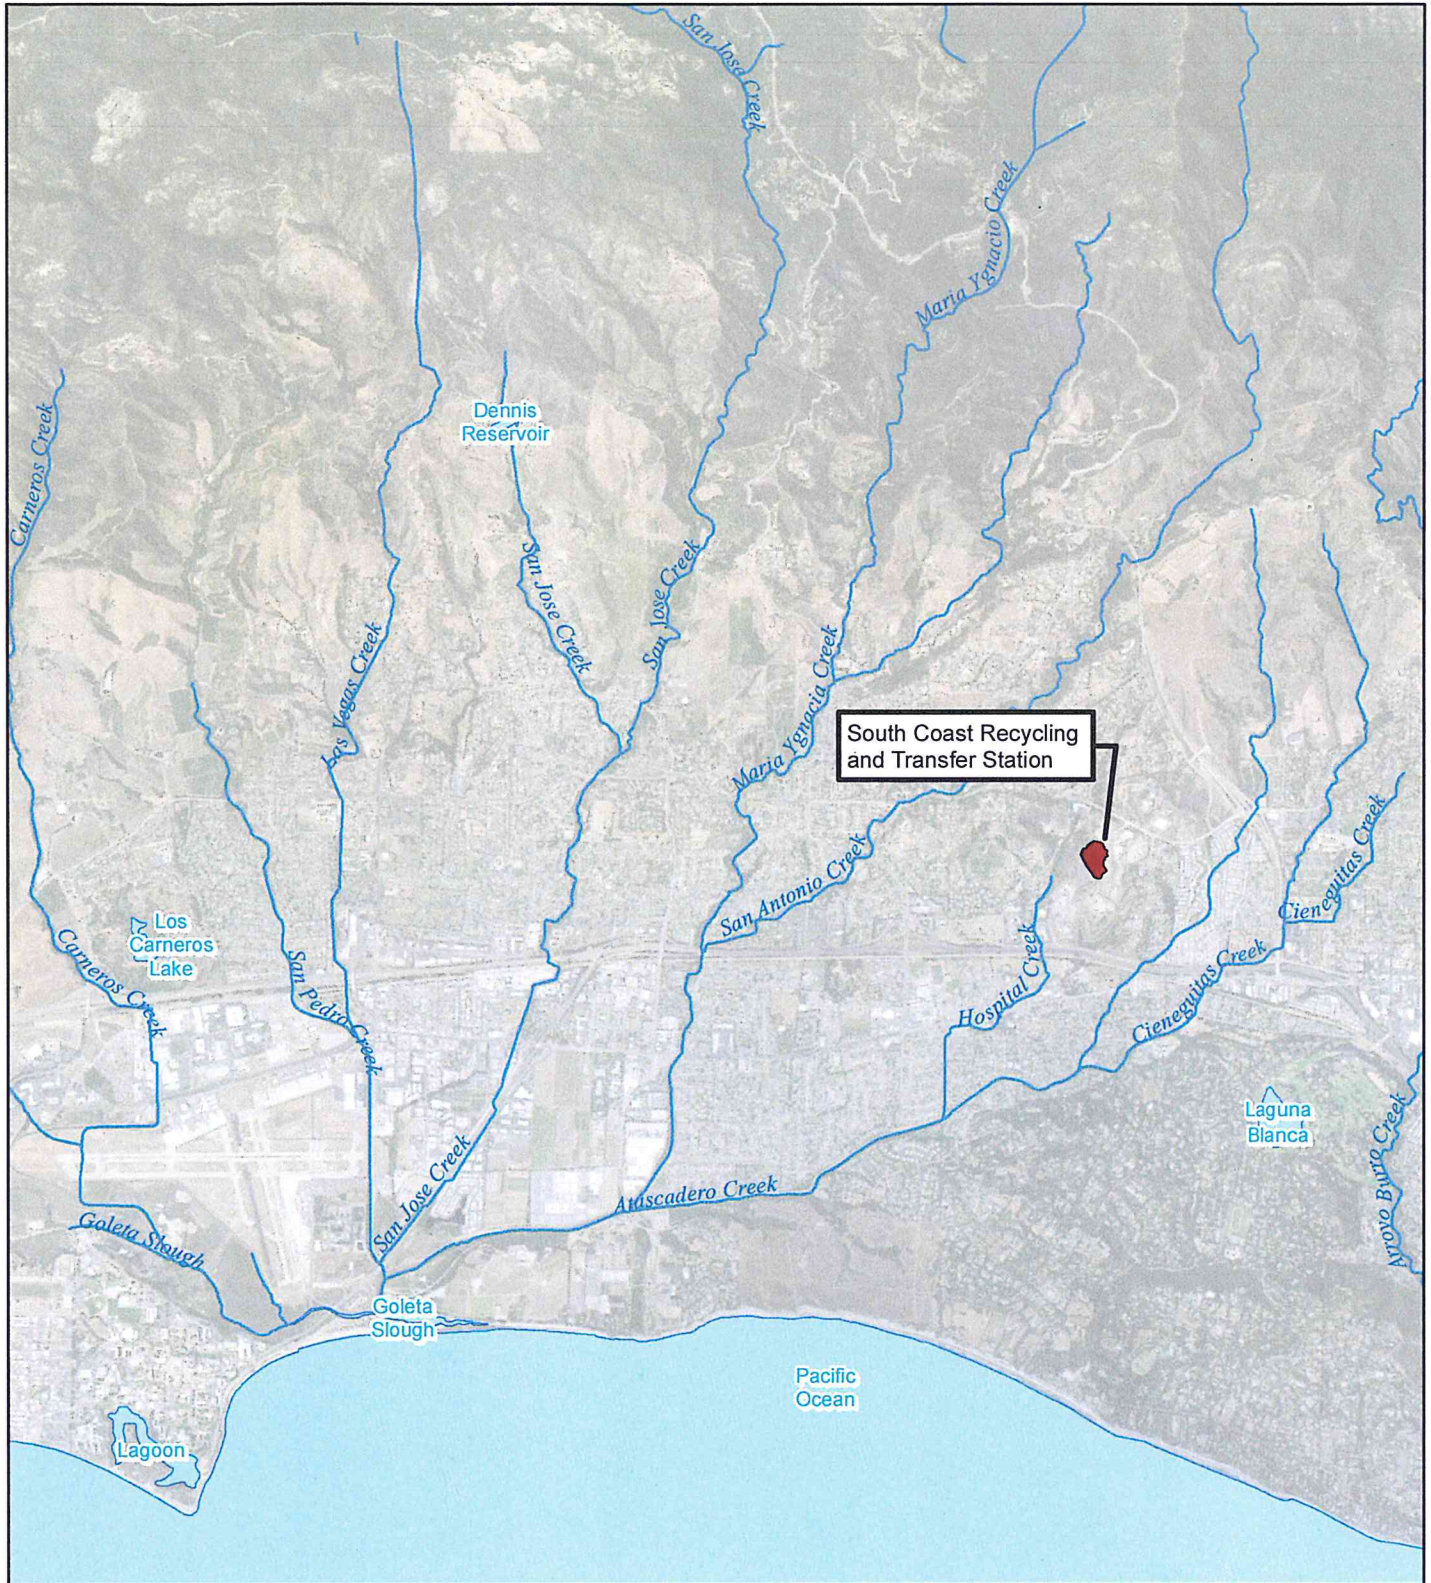 San Jose Creek
Maria Ygnacio Creek
Carneros Creek
Dennis
Reservoir
San Jose Creek
San Jose Creek
Las Vegas Creek
Maria Ygnacia Creek
South Coast Recycling
and Transfer Station
San Antonio Creek
Cieneguitas Creek
Los
Carneros
Lake
Carneros Creek
San Pedro Creek
Hospital Creek
Cieneguitas Creek
Laguna
Blanca
Arroyo Burro Creek
San Jose Creek
Atascadero Creek
Goleta Slough
Goleta
Slough
Pacific
Ocean
Lagoon